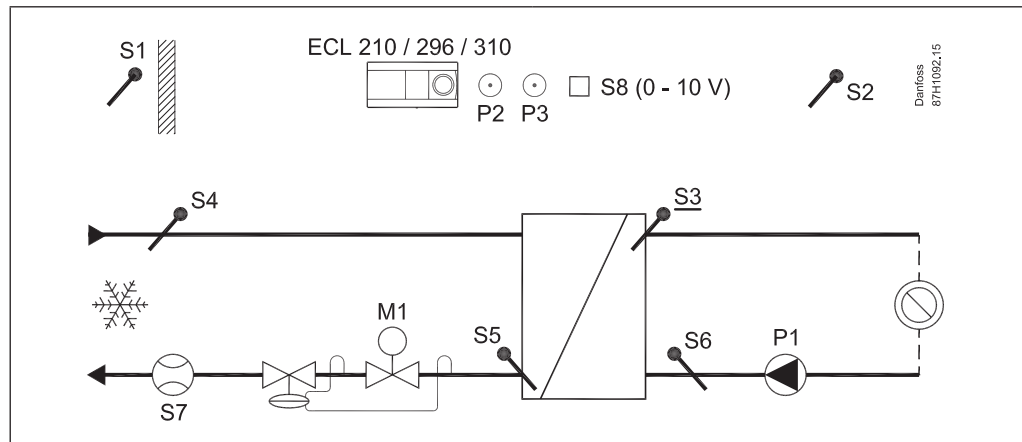 ECL 210 / 296 / 310
S1
P2
P3
S8 (0 - 10 V)
S2
Danfoss
87H1092.15
S4
S3
M1
S5
S6
P1
S7